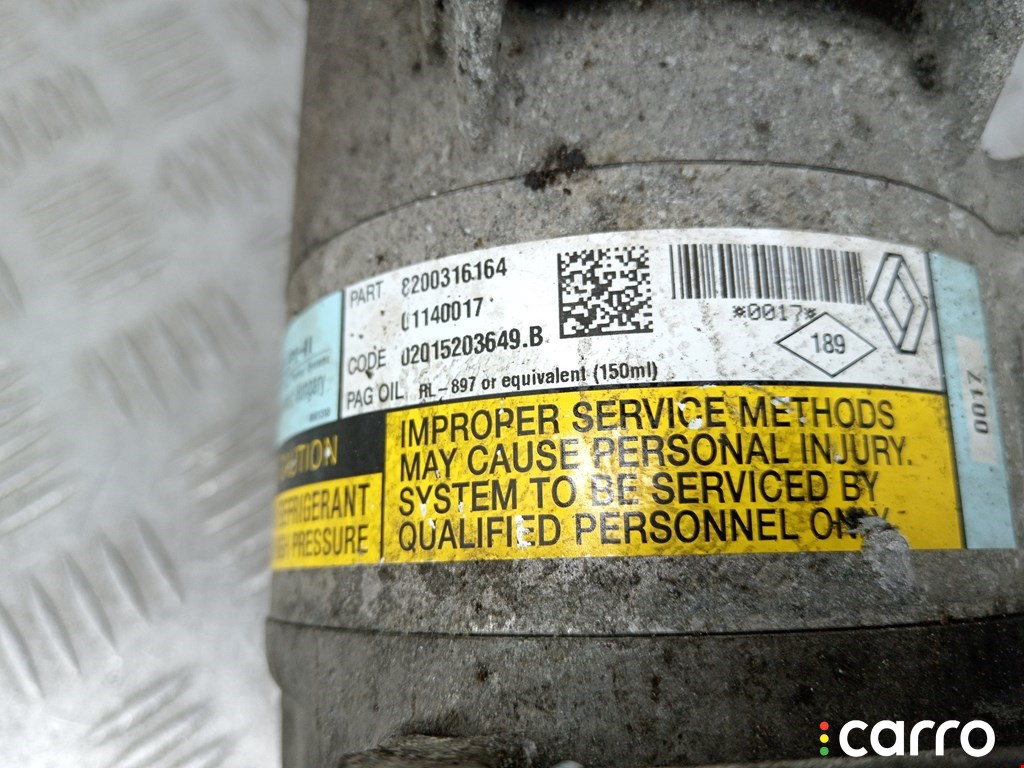 PART 8200316164
01140017
CODE 02015203649.B
PAG OIL RL-897 or equivalent (150ml)
*0017*
189
0017
CAUTION
REFRIGERANT
PRESSURE
IMPROPER SERVICE METHODS
MAY CAUSE PERSONAL INJURY.
SYSTEM TO BE SERVICED BY
QUALIFIED PERSONNEL ONLY
carro